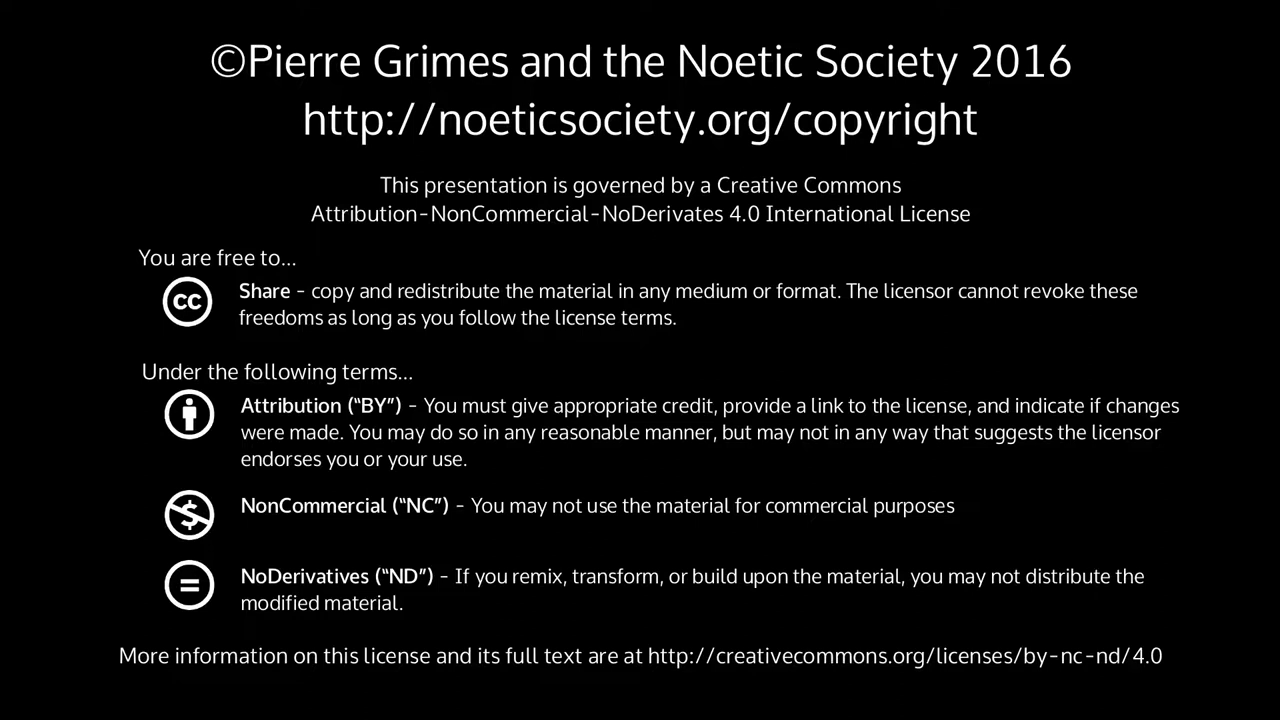 ©Pierre Grimes and the Noetic Society 2016
http://noeticsociety.org/copyright
This presentation is governed by a Creative Commons
Attribution-NonCommercial-NoDerivates 4.0 International License
You are free to...
cc
Share - copy and redistribute the material in any medium or format. The licensor cannot revoke these
freedoms as long as you follow the license terms.
Under the following terms...
Attribution (“BY”) - You must give appropriate credit, provide a link to the license, and indicate if changes
were made. You may do so in any reasonable manner, but may not in any way that suggests the licensor
endorses you or your use.
$
NonCommercial (“NC”) - You may not use the material for commercial purposes
=
NoDerivatives (“ND”) - If you remix, transform, or build upon the material, you may not distribute the
modified material.
More information on this license and its full text are at http://creativecommons.org/licenses/by-nc-nd/4.0